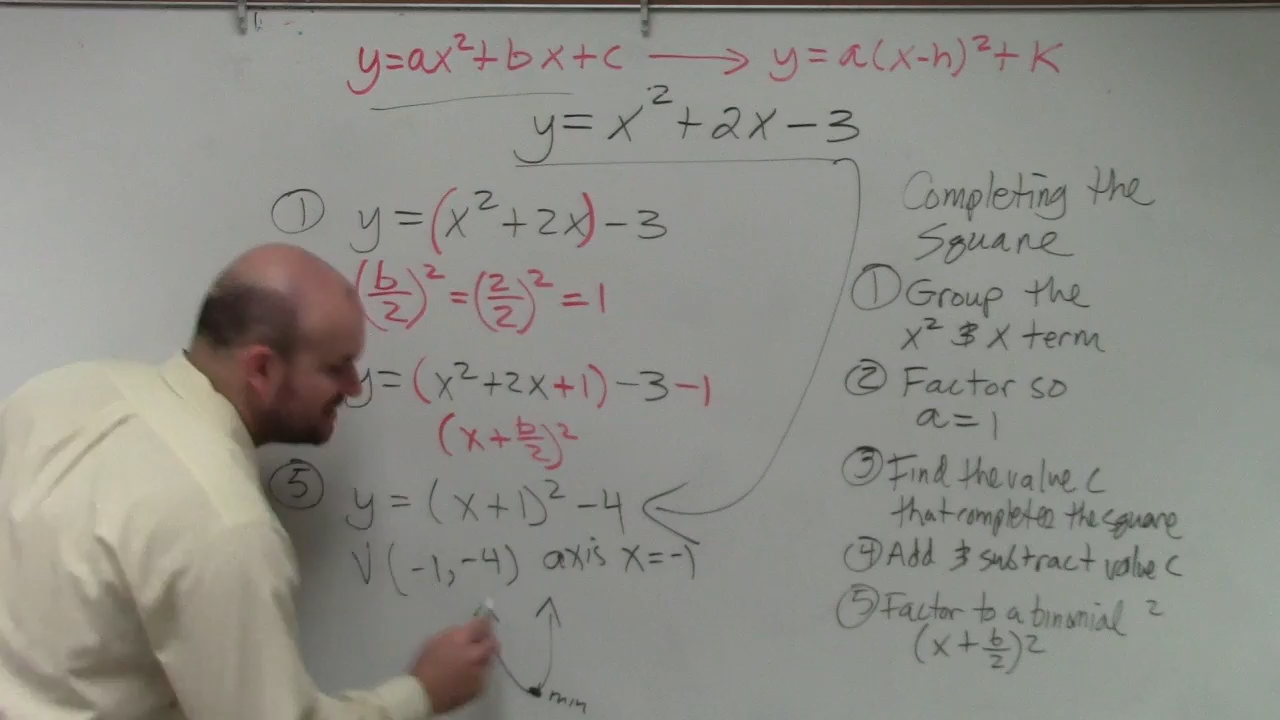 y=ax²+bx+c → y=a(x-h)²+K
y=x²+2x-3
① y=(x²+2x)-3
(b/2)²=(2/2)²=1
y=(x²+2x+1)-3-1
(x+b/2)²
⑤ y=(x+1)²-4
V(-1,-4) axis x=-1
min
Completing the
Square
① Group the
x² & x term
② Factor so
a=1
③ Find the value c
that completes the square
④ Add & subtract value c
⑤ Factor to a binomial ²
(x+b/2)²